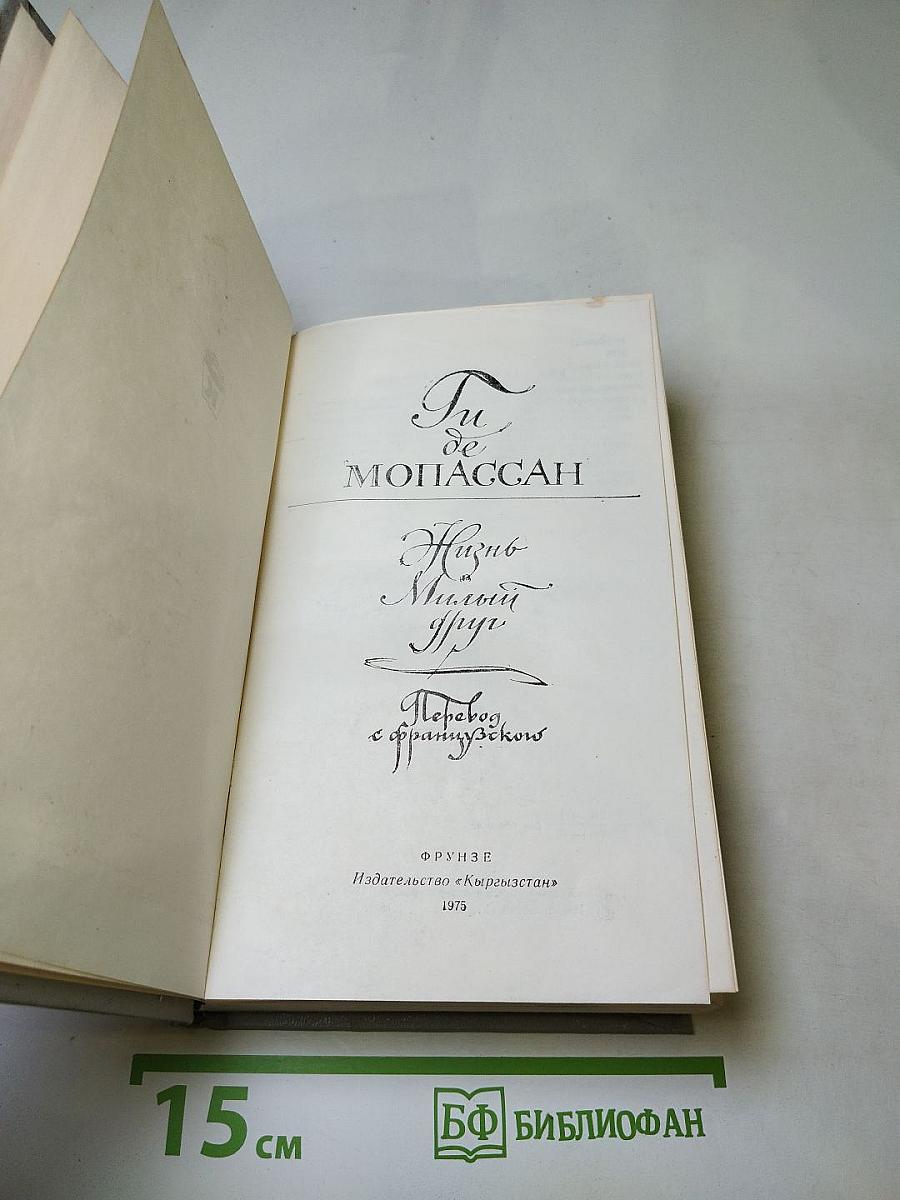 Ги
де
МОПАССАН
Жизнь
Милый
друг
Перевод
с французского
ФРУНЗЕ
Издательство «Кыргызстан»
1975
15 см
БФ БИБЛИОФАН